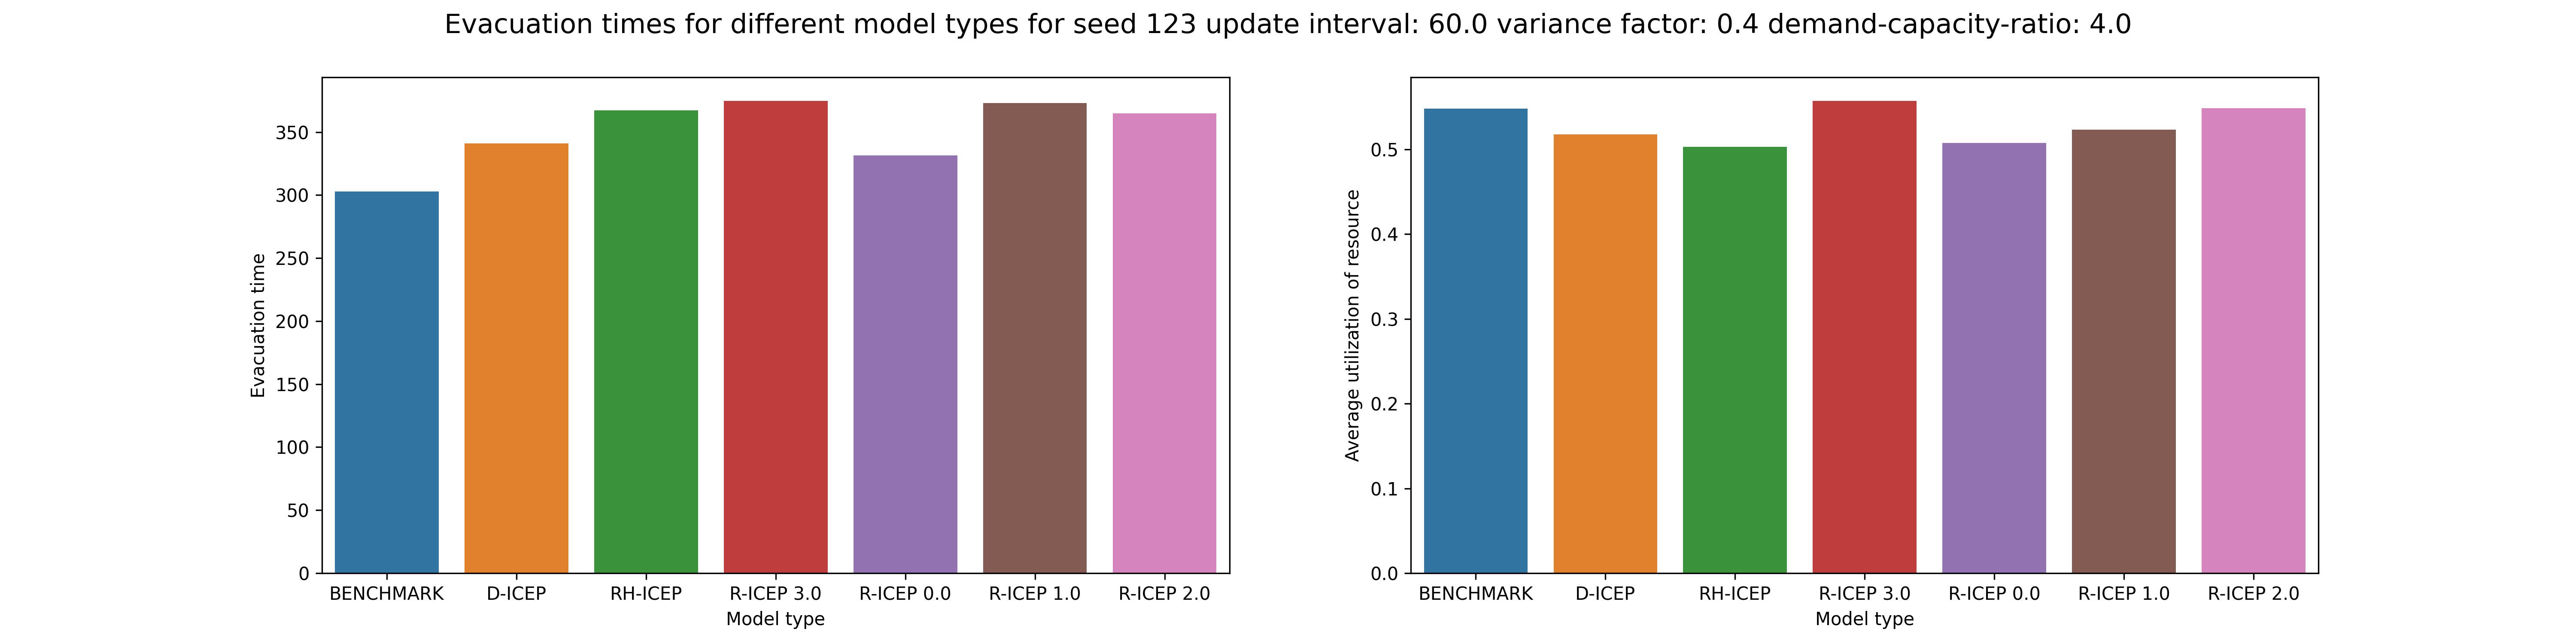 Evacuation times for different model types for seed 123 update interval: 60.0 variance factor: 0.4 demand-capacity-ratio: 4.0
Evacuation time
350
300
250
200
150
100
50
0
BENCHMARK D-ICEP RH-ICEP R-ICEP 3.0 R-ICEP 0.0 R-ICEP 1.0 R-ICEP 2.0
Model type
Average utilization of resource
0.5
0.4
0.3
0.2
0.1
0.0
BENCHMARK D-ICEP RH-ICEP R-ICEP 3.0 R-ICEP 0.0 R-ICEP 1.0 R-ICEP 2.0
Model type